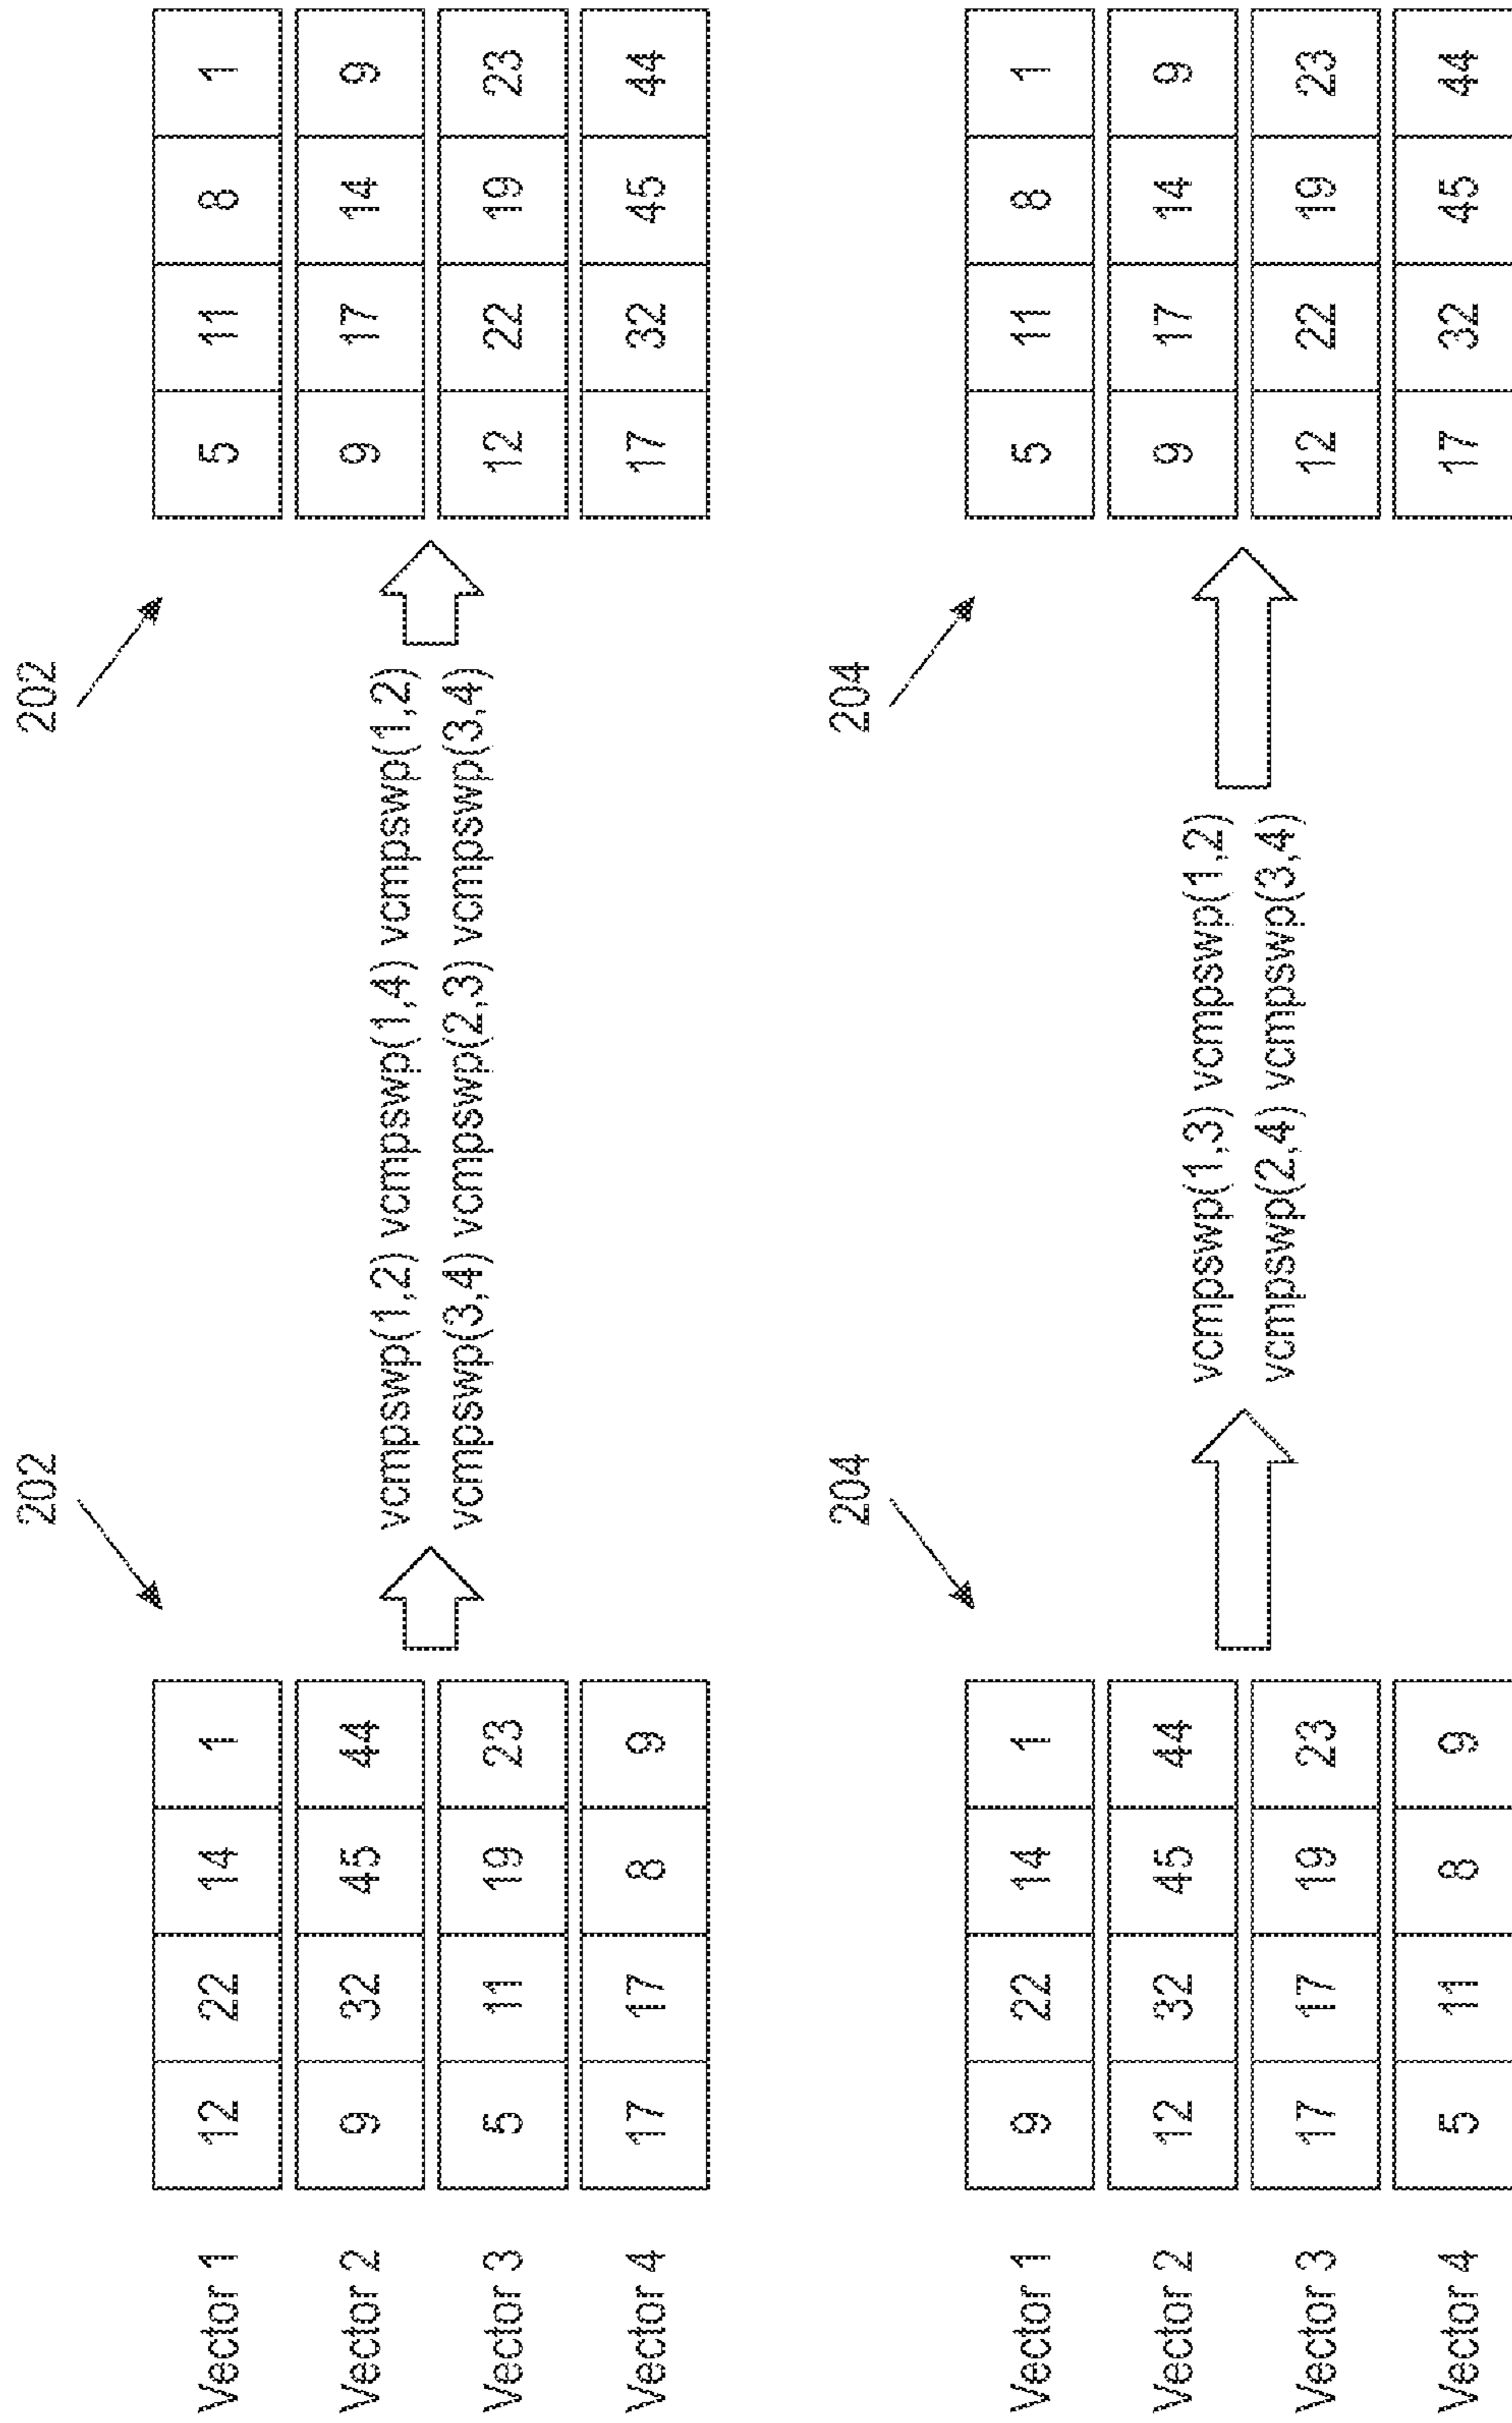 202 202
Vector 1 12 22 14 1 5 11 8 1
Vector 2 9 32 45 44 vcmpswp(1,2) vcmpswp(1,4) vcmpswp(1,2) 9 17 14 9
Vector 3 5 11 19 23 vcmpswp(3,4) vcmpswp(2,3) vcmpswp(3,4) 12 22 19 23
Vector 4 17 17 8 9 17 32 45 44
204 204
Vector 1 9 22 14 1 5 11 8 1
Vector 2 12 32 45 44 vcmpswp(1,3) vcmpswp(1,2) 9 17 14 9
Vector 3 17 17 19 23 vcmpswp(2,4) vcmpswp(3,4) 12 22 19 23
Vector 4 5 11 8 9 17 32 45 44